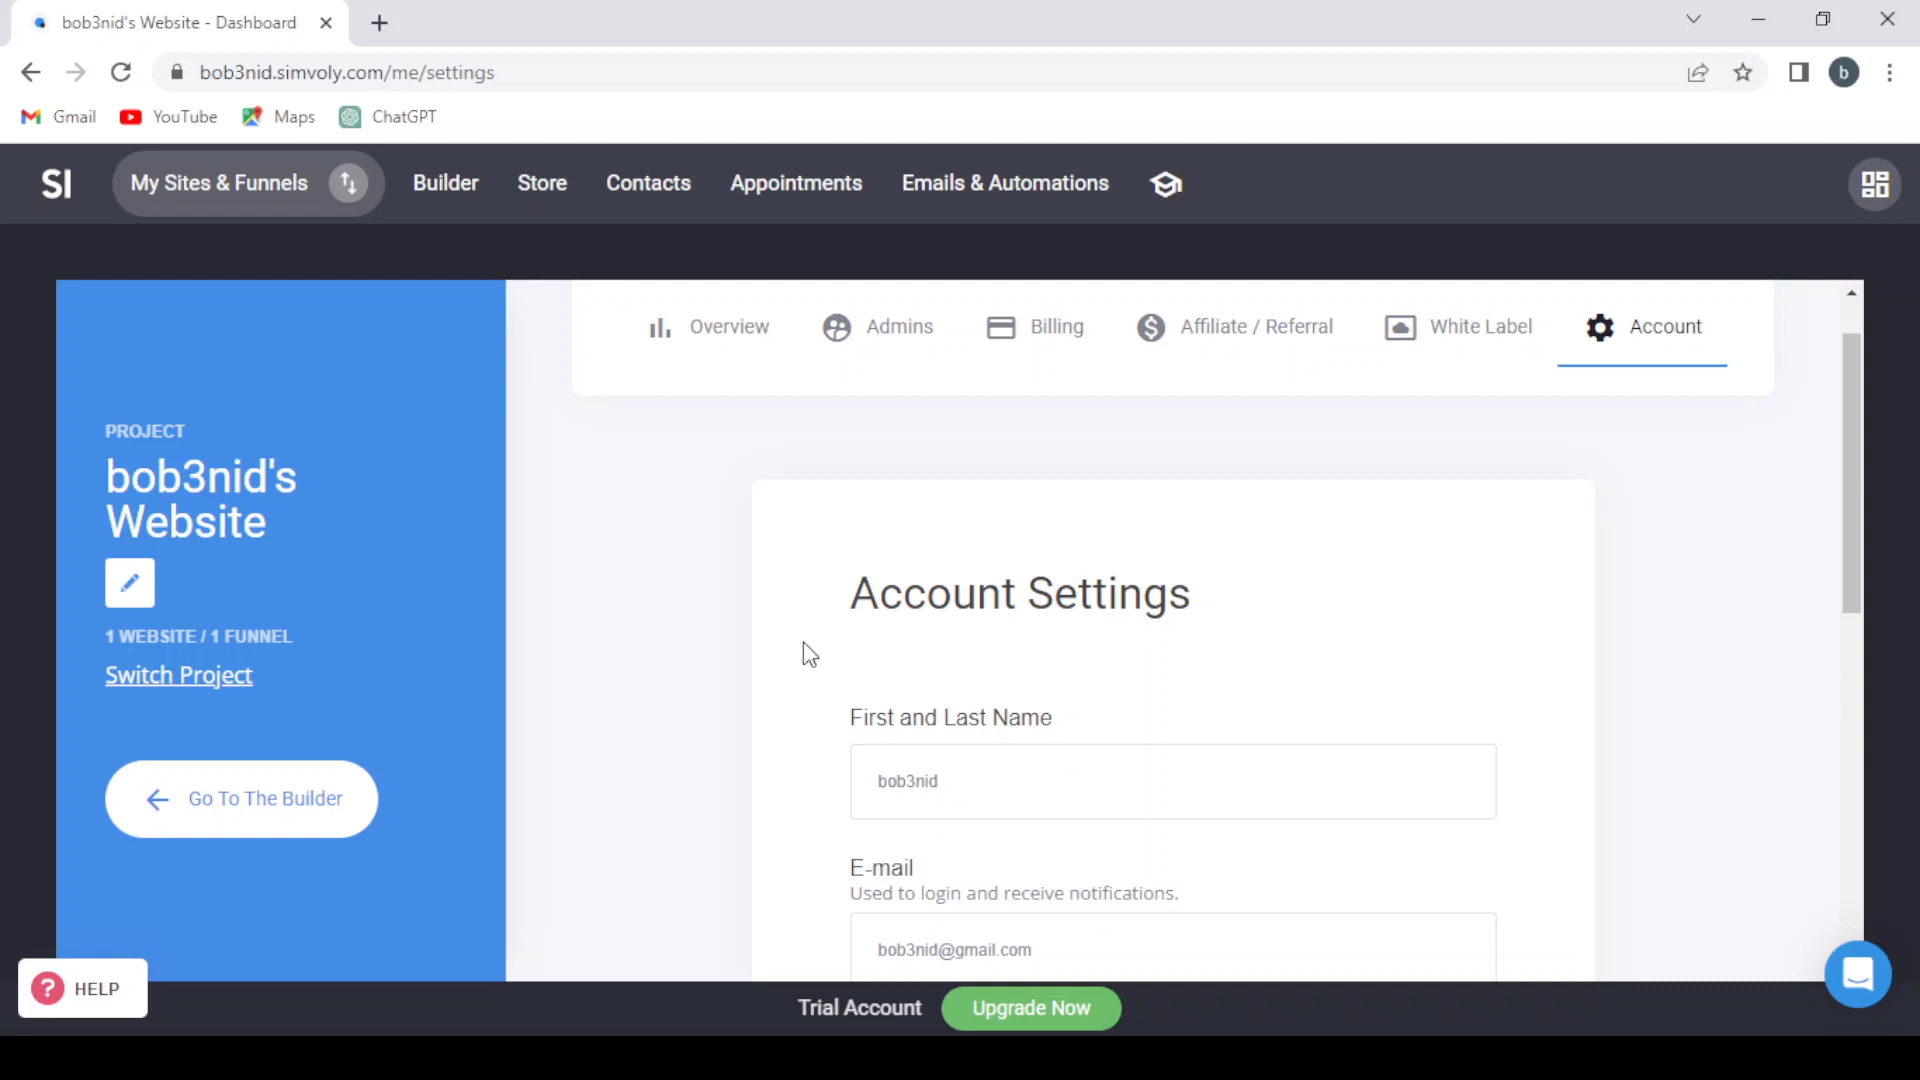 bob3nid's Website - Dashboard
bob3nid.simvoly.com/me/settings
b
Gmail
YouTube
Maps
ChatGPT
SI
My Sites & Funnels
Builder
Store
Contacts
Appointments
Emails & Automations
Overview
Admins
Billing
Affiliate / Referral
White Label
Account
PROJECT
bob3nid's
Website
1 WEBSITE / 1 FUNNEL
Switch Project
Go To The Builder
Account Settings
First and Last Name
bob3nid
E-mail
Used to login and receive notifications.
bob3nid@gmail.com
? HELP
Trial Account
Upgrade Now